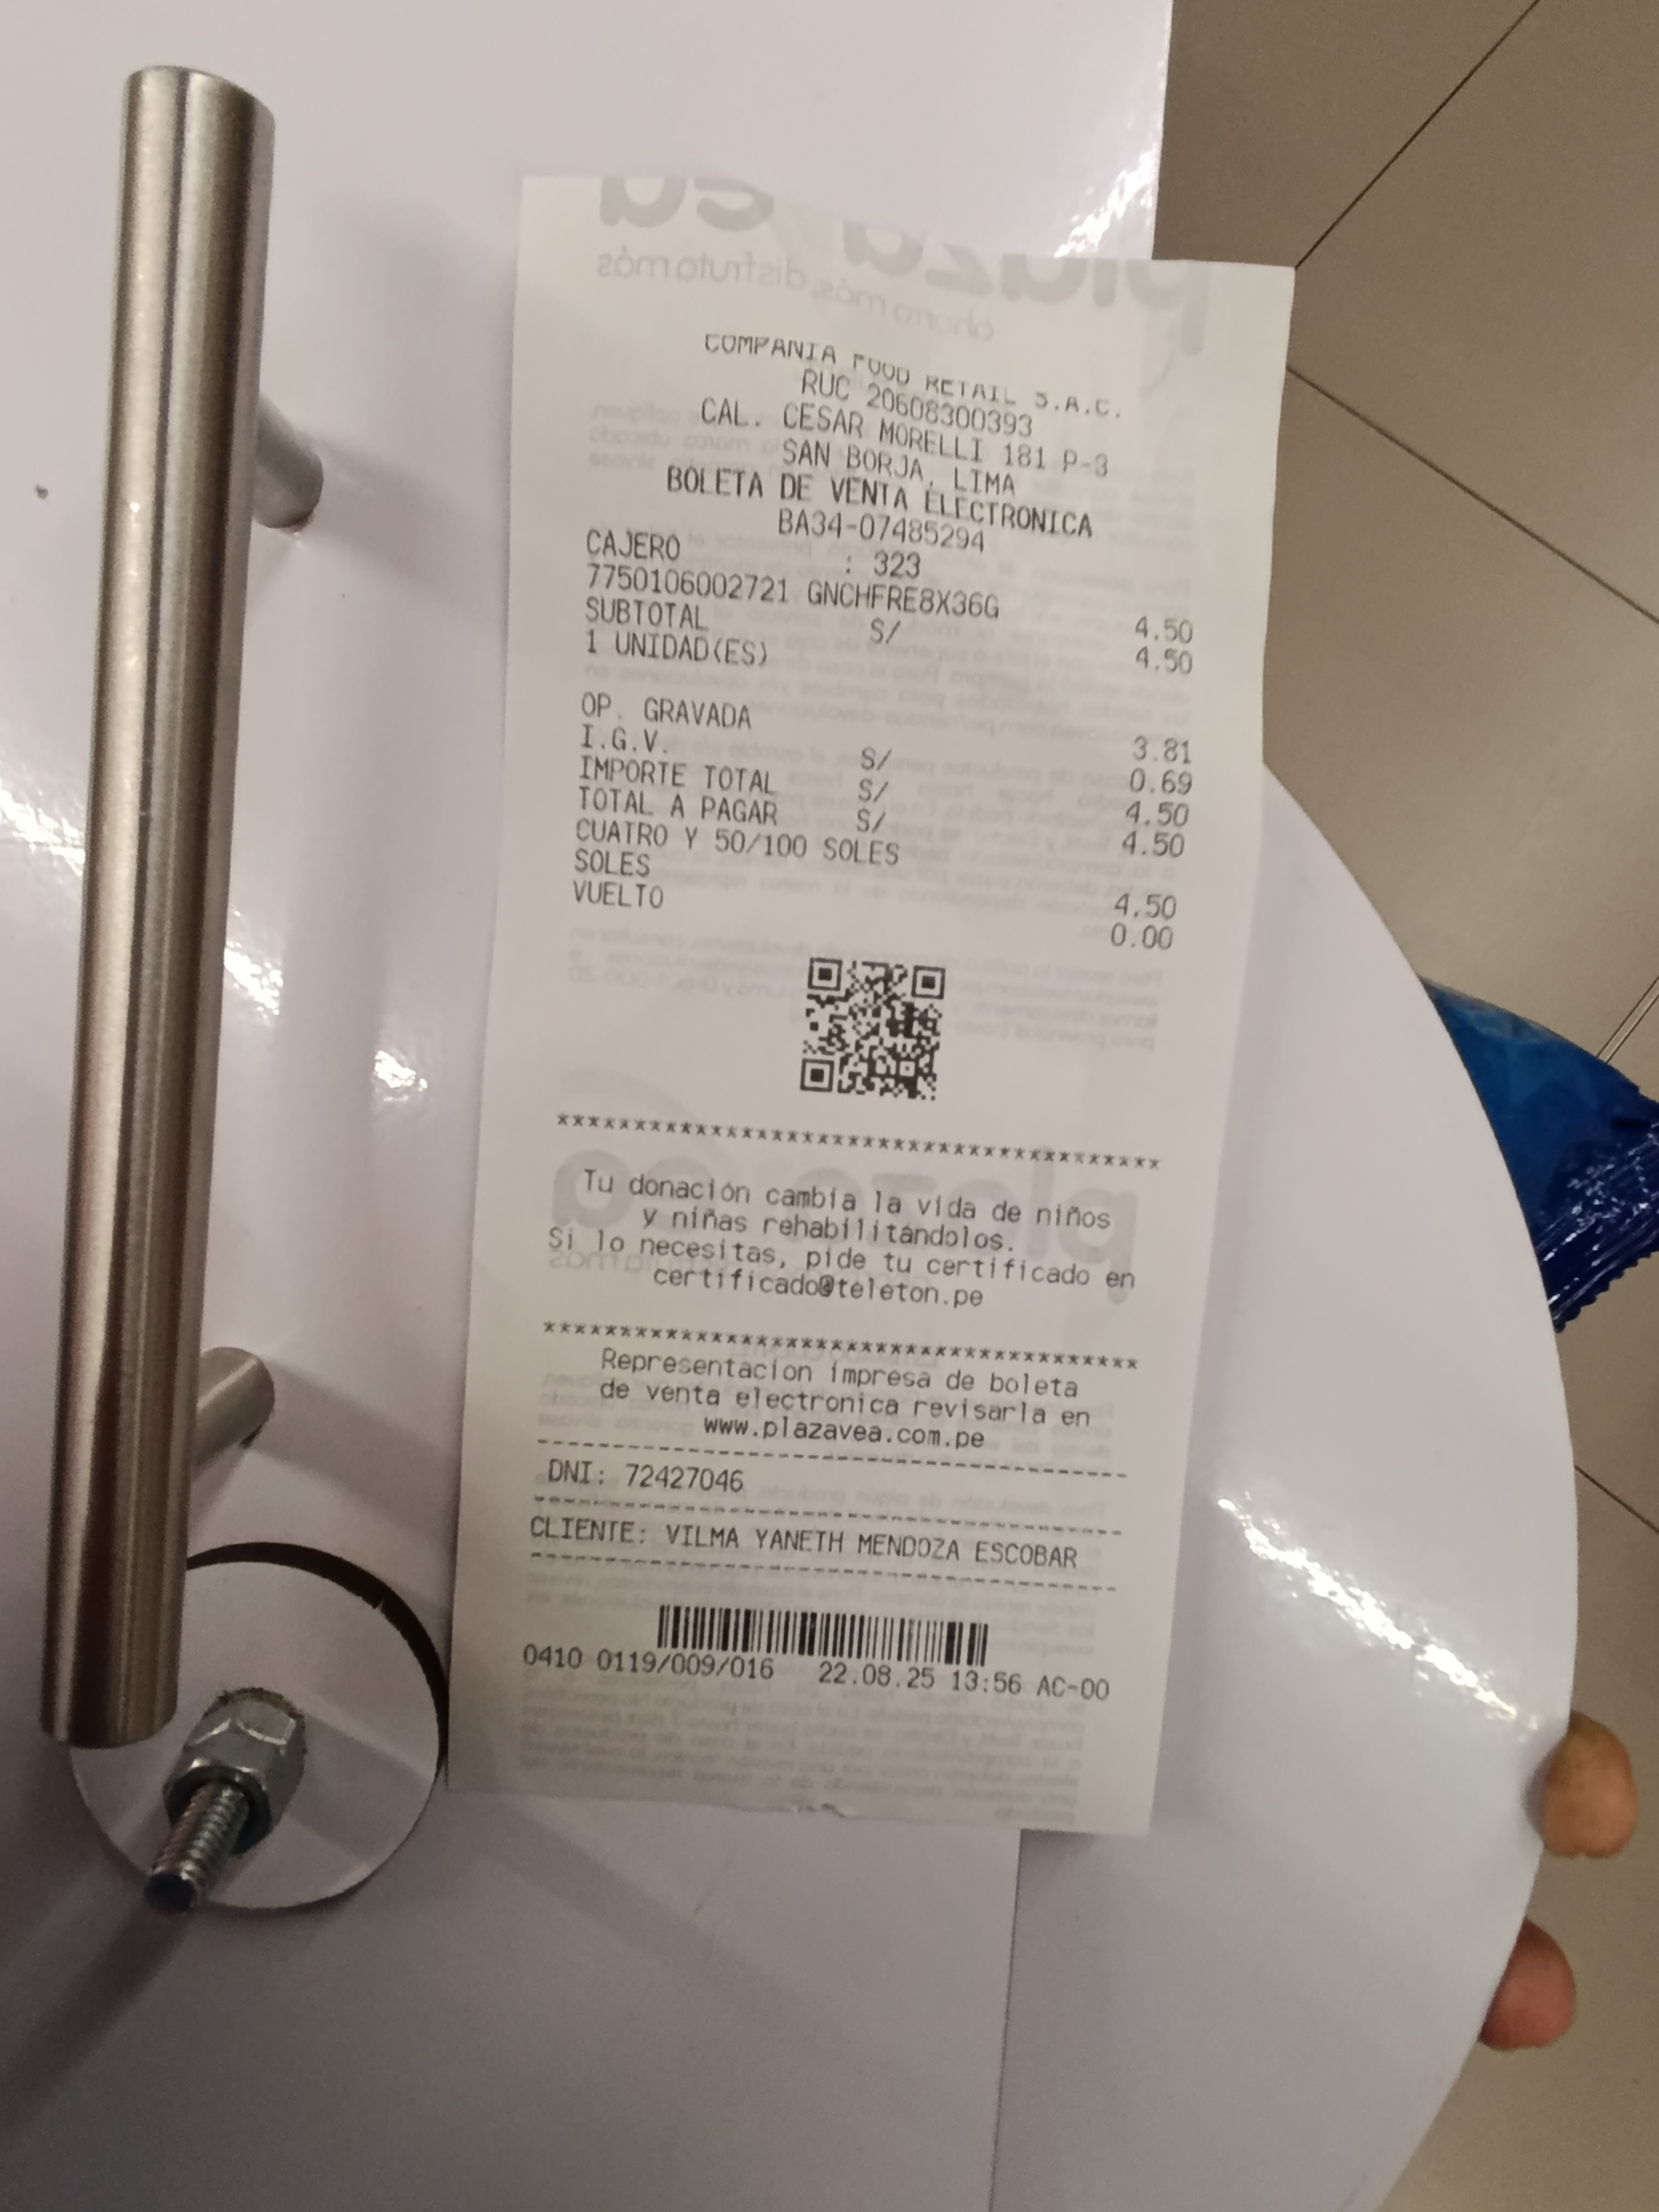 COMPANIA FOOD RETAIL S.A.C.
RUC 20608300393
CAL. CESAR MORELLI 181 P-3
SAN BORJA, LIMA
BOLETA DE VENTA ELECTRONICA
BA34-07485294
CAJERO : 323
7750106002721 GNCHFRE8X36G 4.50
SUBTOTAL S/ 4.50
1 UNIDAD(ES)
OP. GRAVADA 3.81
I.G.V. S/ 0.69
IMPORTE TOTAL S/ 4.50
TOTAL A PAGAR S/ 4.50
CUATRO Y 50/100 SOLES
SOLES 4.50
VUELTO 0.00
****************************************
Tu donación cambia la vida de niños
y niñas rehabilitándolos.
Si lo necesitas, pide tu certificado en
certificado@teleton.pe
****************************************
Representacion impresa de boleta
de venta electronica revisarla en
www.plazavea.com.pe
----------------------------------------
DNI: 72427046
----------------------------------------
CLIENTE: VILMA YANETH MENDOZA ESCOBAR
----------------------------------------
0410 0119/009/016 22.08.25 13:56 AC-00